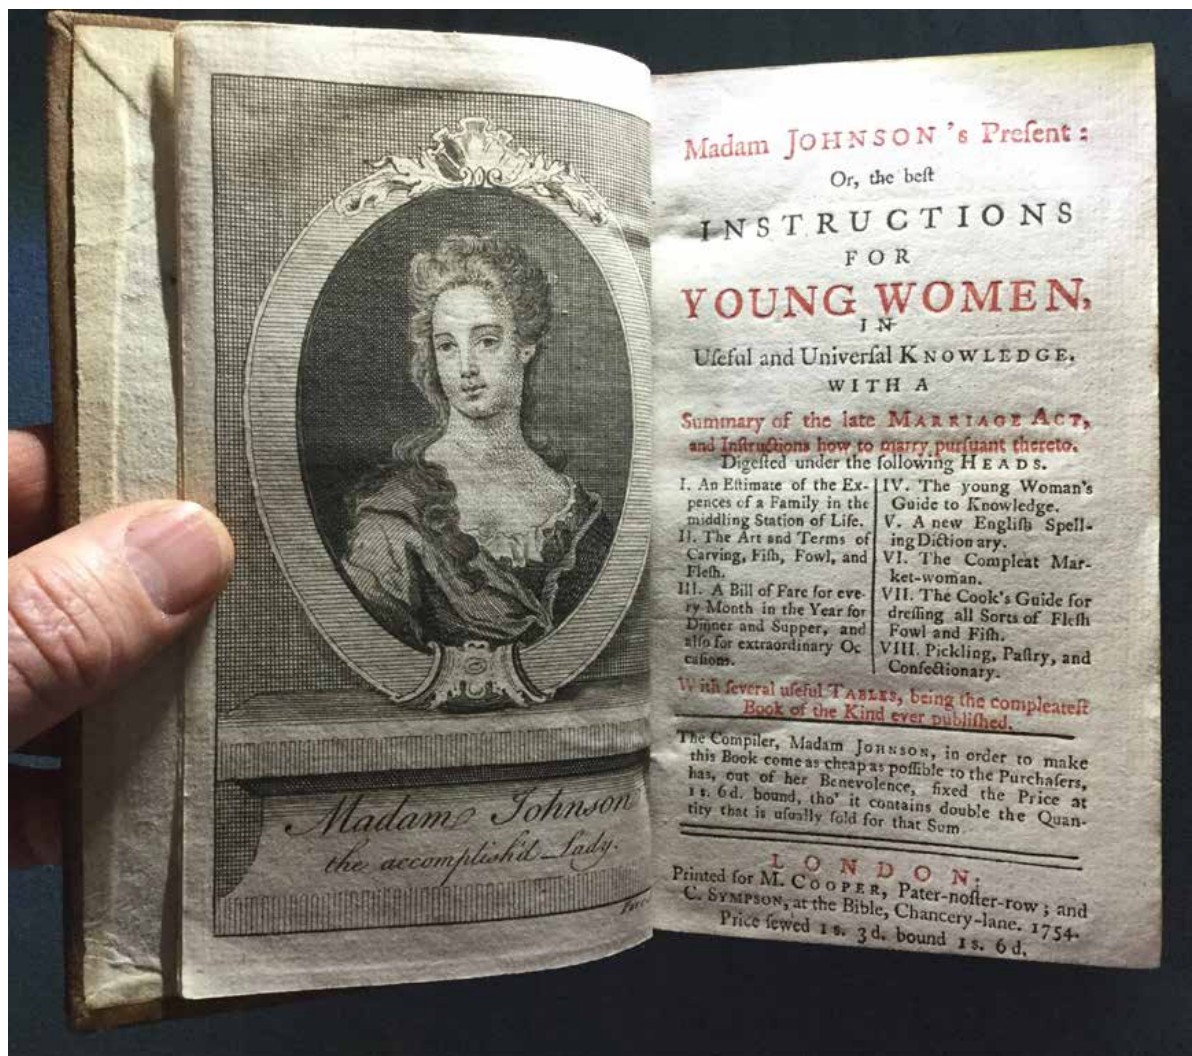 Madam Johnson
the accomplish'd Lady.
Madam JOHNSON's Preſent:
Or, the beſt
INSTRUCTIONS
FOR
YOUNG WOMEN,
IN
Uſeful and Univerſal KNOWLEDGE.
WITH A
Summary of the late MARRIAGE ACT,
and Inſtructions how to marry purſuant thereto.
Digeſted under the following HEADS.
I. An Eſtimate of the Ex-
pences of a Family in the
middling Station of Life.
II. The Art and Terms of
Carving, Fiſh, Fowl, and
Fleſh.
III. A Bill of Fare for eve-
ry Month in the Year for
Dinner and Supper, and
alſo for extraordinary Oc
caſions.
IV. The young Woman's
Guide to Knowledge.
V. A new Engliſh Spell-
ing Dictionary.
VI. The Compleat Mar-
ket-woman.
VII. The Cook's Guide for
dreſſing all Sorts of Fleſh
Fowl and Fiſh.
VIII. Pickling, Paſtry, and
Confectionary.
With ſeveral uſeful TABLES, being the compleateſt
Book of the Kind ever publiſhed.
The Compiler, Madam JOHNSON, in order to make
this Book come as cheap as poſſible to the Purchaſers,
has, out of her Benevolence, fixed the Price at
1 s. 6 d. bound, tho' it contains double the Quan-
tity that is uſually ſold for that Sum
LONDON:
Printed for M. COOPER, Pater-noſter-row; and
C. SYMPSON, at the Bible, Chancery-lane. 1754.
Price ſewed 1 s. 3 d. bound 1 s. 6 d.